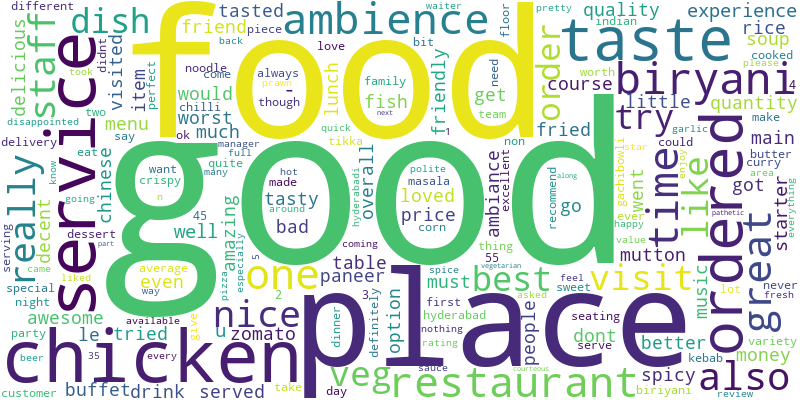 different
tasted
dish
ambience
food
taste
quality
experience
indian
pretty
waiter
floor
order
rice
soup
cooked
worth
please
course
biryani
4
little
quantity
try
make
fried
main
could
butter
curry
garlic
delicious
staff
friend
piece
back
come
noodle
love
bit
always
though
prawn
next
family
fish
get
need
team
lunch
friendly
took
didnt
perfect
item
visited
two
would
chilli
worst
much
menu
disappointed
delivery
service
say
ok
manager
full
quick
tikka
1
non
really
eat
know
going
chinese
quite
many
want
crispy
n
good
hot
made
tasty
around
bad
polite
masala
loved
price
corn
hyderabadi
overall
ambiance
excellent
recommend
along
go
gachibowli
went
ever
star
happy
value
time
like
enjoy
area
got
starter
pathetic
ordered
great
everything
serving
decent
dessert
part
45
well
amazing
came
liked
average
even
way
pizza
especially
5
one
2
coming
table
paneer
3
spice
vegetarian
must
thing
55
best
feel
sweet
visit
mutton
music
lot
never
fresh
special
night
awesome
party
available
le
tried
nice
u
zomato
give
place
dinner
definitely
option
first
hyderabad
nothing
rating
asked
people
seating
dont
serve
better
variety
money
kebab
spicy
also
beer
35
every
chicken
customer
buffet
drink
served
take
day
veg
sauce
restaurant
courteous
biriyani
review